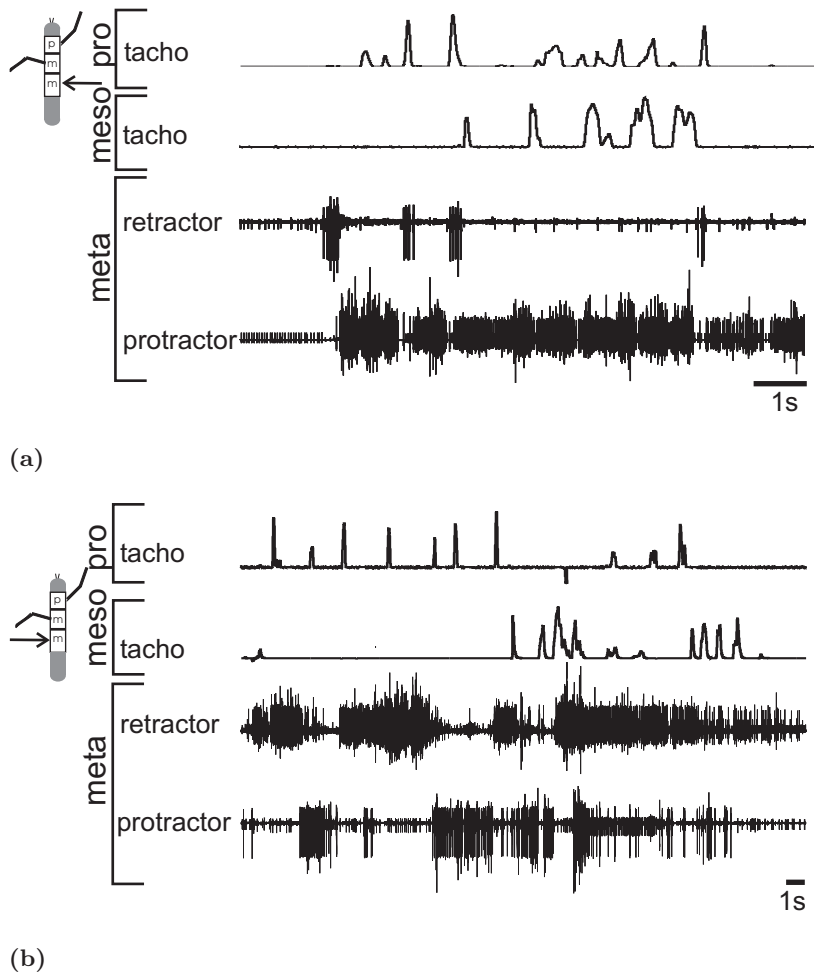 pro
tacho
p
m
m
meso
tacho
meta
retractor
protractor
1s
(a)
pro
tacho
p
m
m
meso
tacho
meta
retractor
protractor
1s
(b)